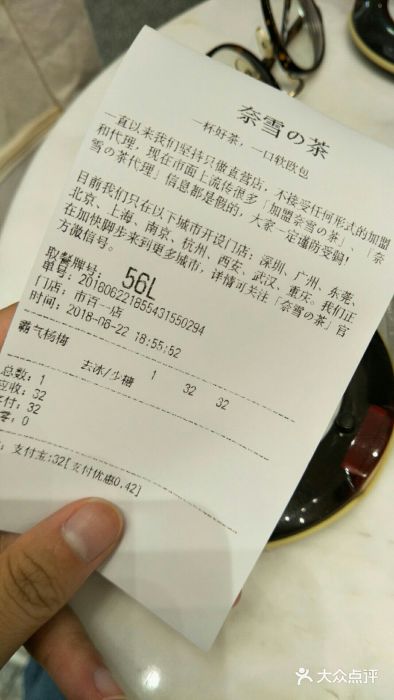 奈雪の茶
一杯好茶，一口软欧包
一直以来我们坚持只做直营店，不接受任何形式的加盟
和代理，现在市面上流传很多「加盟奈雪の茶」、「奈
雪の茶代理」信息都是假的，大家一定谨防受骗！
目前我们只在以下城市开设门店：深圳、广州、东莞、
北京、上海、南京、杭州、西安、武汉、重庆。我们正
在加快脚步来到更多城市，详情可关注「奈雪の茶」官
方微信号。
取餐牌号： 56L
单号：201806221855431550294
门店：市百一店
时间：2018-06-22 18:55:52
霸气杨梅
去冰/少糖 1 32 32
总数：1
应收：32
支付：32
零：0
：支付宝:32[支付优惠0.42]
大众点评